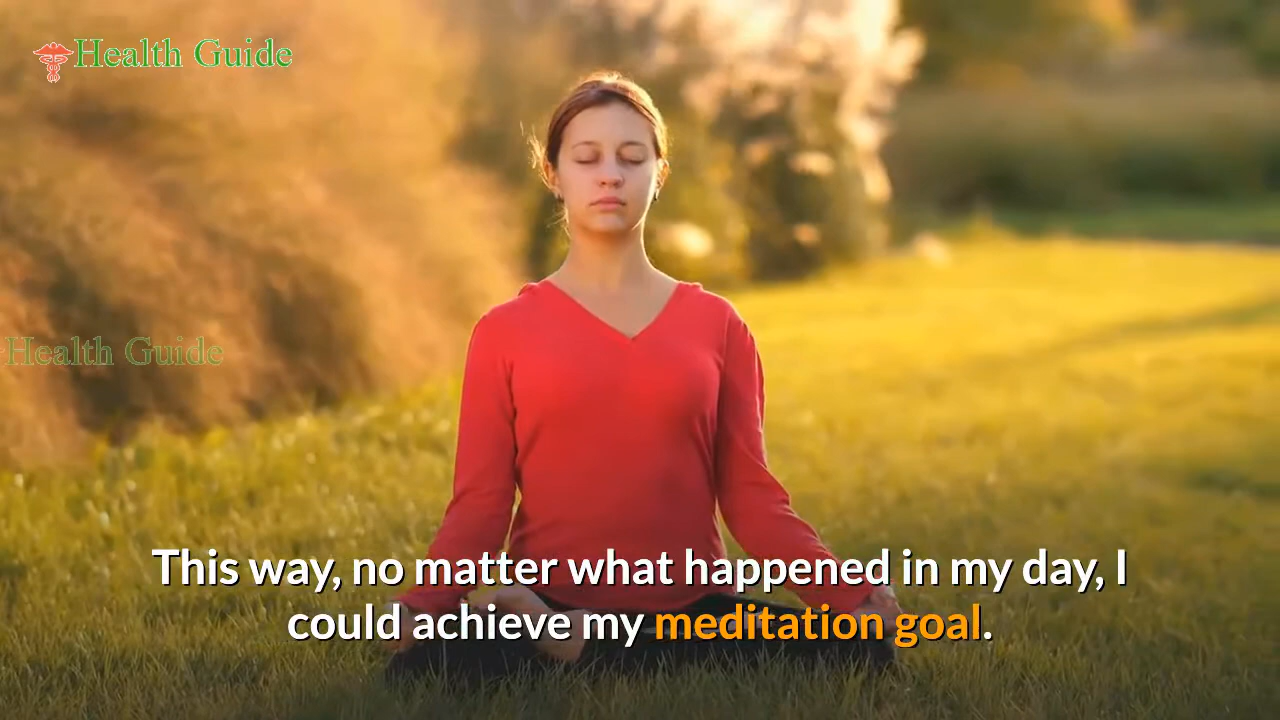 Health Guide
Health Guide
This way, no matter what happened in my day, I
could achieve my meditation goal.